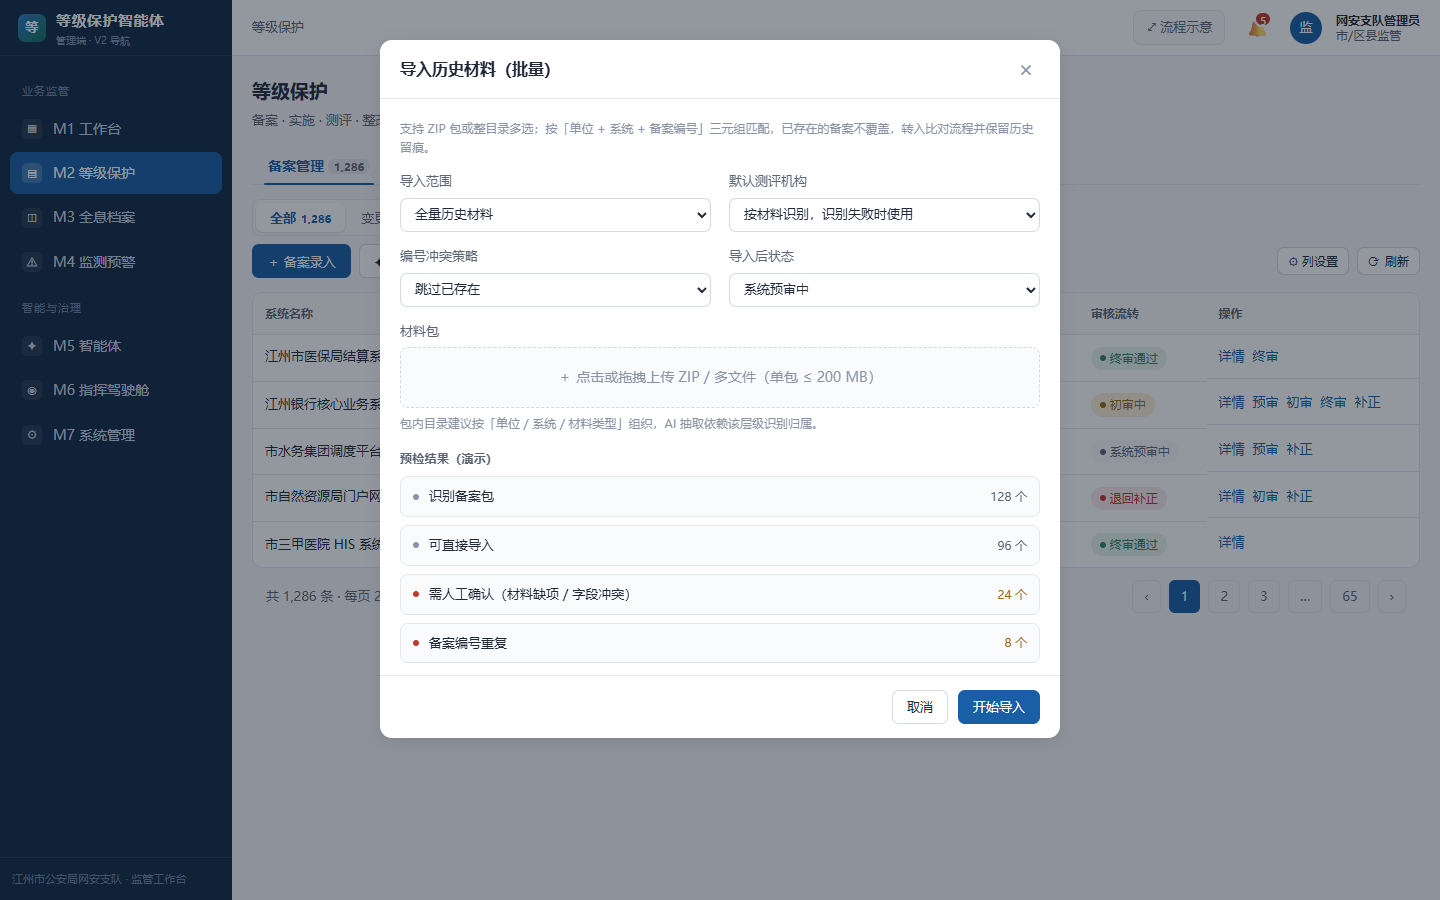 等
等级保护智能体
管理端 · V2 导航
业务监管
M1 工作台
M2 等级保护
M3 全息档案
M4 监测预警
智能与治理
M5 智能体
M6 指挥驾驶舱
M7 系统管理
江州市公安局网安支队 · 监管工作台
等级保护
流程示意
5
监
网安支队管理员
市/区县监管
等级保护
备案 · 实施 · 测评 · 整改
备案管理 1,286
全部 1,286
+ 备案录入
列设置
刷新
系统名称
审核流转
操作
江州市医保局结算系
终审通过
详情 终审
江州银行核心业务系
初审中
详情 预审 初审 终审 补正
市水务集团调度平台
系统预审中
详情 预审 补正
市自然资源局门户网
退回补正
详情 初审 补正
市三甲医院 HIS 系统
终审通过
详情
共 1,286 条 · 每页 2
‹ 1 2 3 … 65 ›
导入历史材料（批量）
×
支持 ZIP 包或整目录多选；按「单位 + 系统 + 备案编号」三元组匹配，已存在的备案不覆盖，转入比对流程并保留历史
留痕。
导入范围
默认测评机构
全量历史材料
按材料识别，识别失败时使用
编号冲突策略
导入后状态
跳过已存在
系统预审中
材料包
+ 点击或拖拽上传 ZIP / 多文件（单包 ≤ 200 MB）
包内目录建议按「单位 / 系统 / 材料类型」组织，AI 抽取依赖该层级识别归属。
预检结果（演示）
识别备案包 128 个
可直接导入 96 个
需人工确认（材料缺项 / 字段冲突） 24 个
备案编号重复 8 个
取消
开始导入